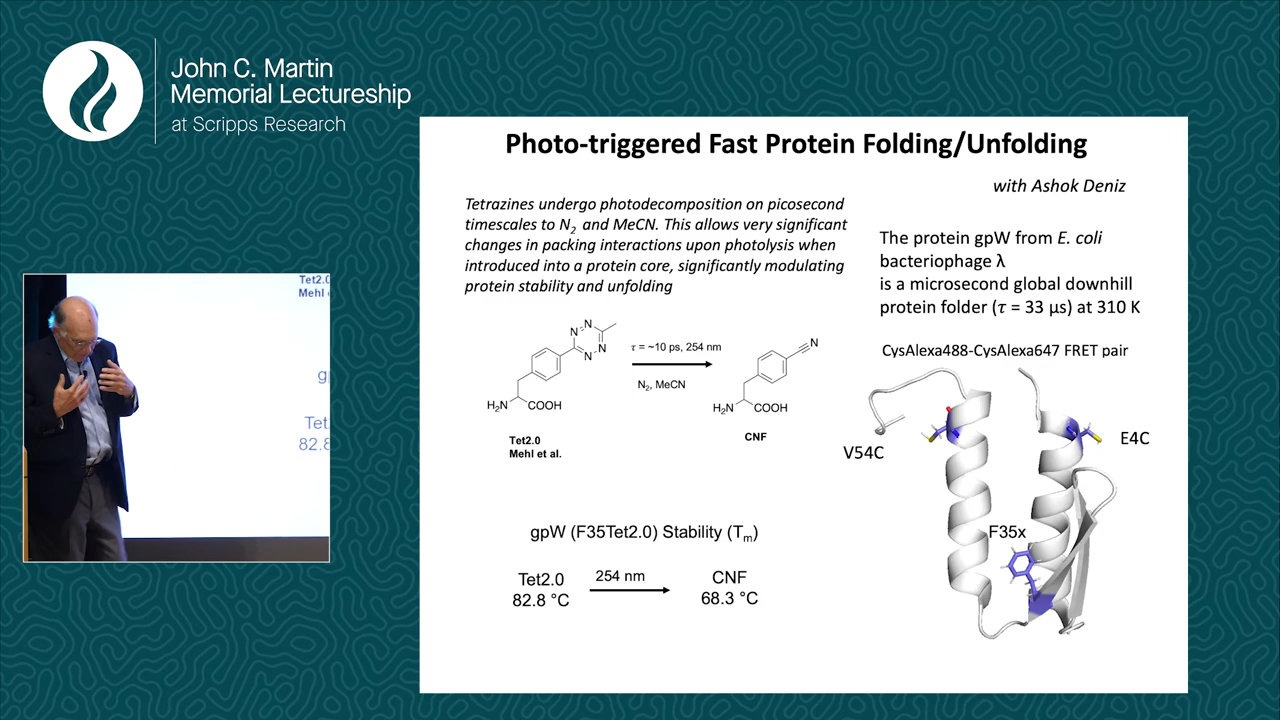 John C. Martin
Memorial Lectureship
at Scripps Research
Photo-triggered Fast Protein Folding/Unfolding
with Ashok Deniz
Tetrazines undergo photodecomposition on picosecond
timescales to N2 and MeCN. This allows very significant
changes in packing interactions upon photolysis when
introduced into a protein core, significantly modulating
protein stability and unfolding
The protein gpW from E. coli
bacteriophage λ
is a microsecond global downhill
protein folder (τ = 33 μs) at 310 K
CysAlexa488-CysAlexa647 FRET pair
N
N
N
N
H2N
COOH
Tet2.0
Mehl et al.
τ = ~10 ps, 254 nm
N2, MeCN
N
H2N
COOH
CNF
V54C
E4C
F35x
gpW (F35Tet2.0) Stability (Tm)
Tet2.0
82.8 °C
254 nm
CNF
68.3 °C
Tet2.0
Mehl
g
Tet
82.8